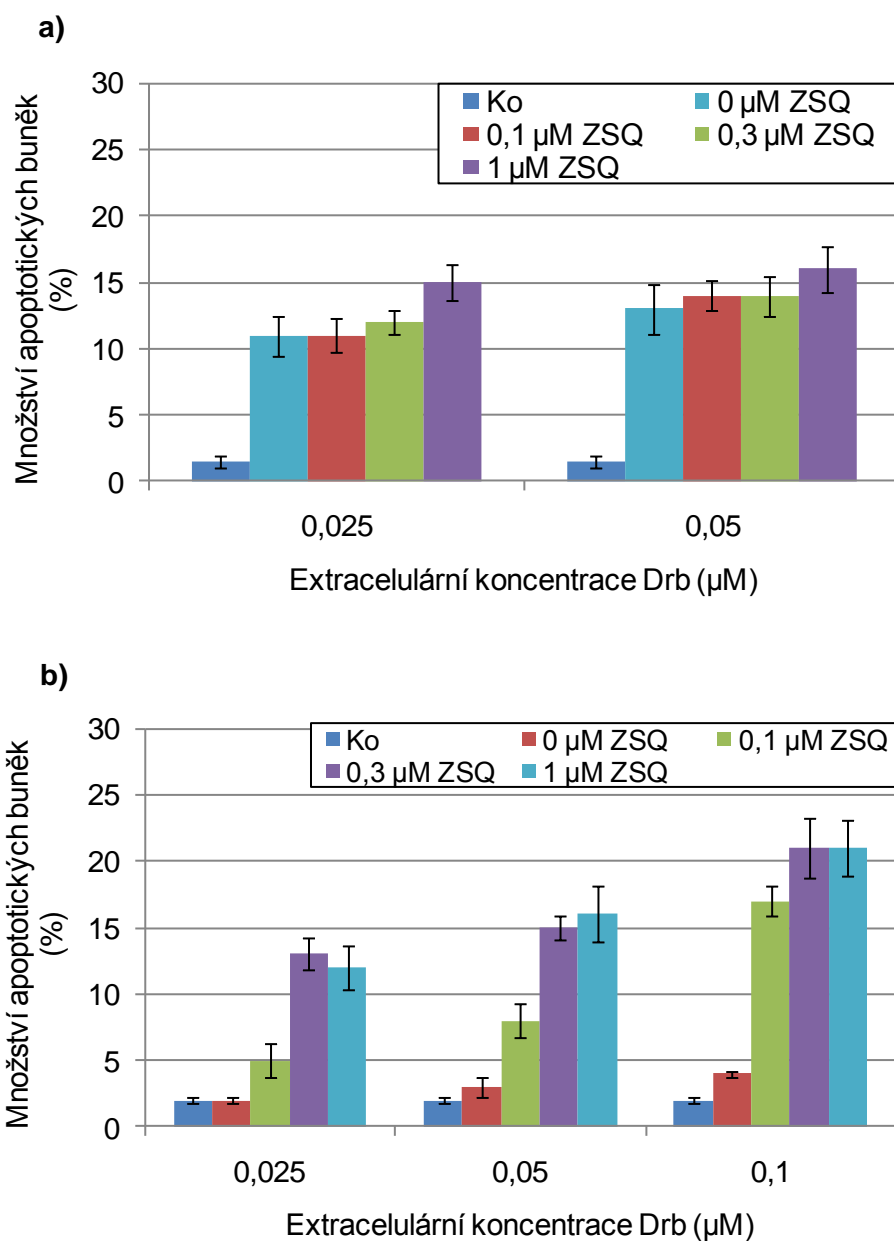 a)
30
25
20
15
10
5
0
Množství apoptotických buněk
(%)
Ko
0 µM ZSQ
0,1 µM ZSQ
0,3 µM ZSQ
1 µM ZSQ
0,025
0,05
Extracelulární koncentrace Drb (µM)
b)
30
25
20
15
10
5
0
Množství apoptotických buněk
(%)
Ko
0 µM ZSQ
0,1 µM ZSQ
0,3 µM ZSQ
1 µM ZSQ
0,025
0,05
0,1
Extracelulární koncentrace Drb (µM)